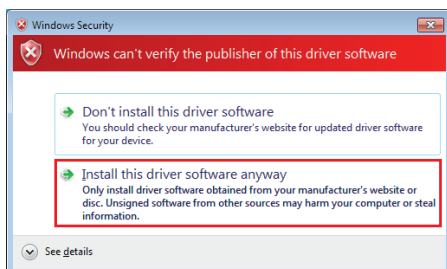 Windows Security
Windows can't verify the publisher of this driver software
Don't install this driver software
You should check your manufacturer's website for updated driver software
for your device.
Install this driver software anyway
Only install driver software obtained from your manufacturer's website or
disc. Unsigned software from other sources may harm your computer or steal
information.
See details